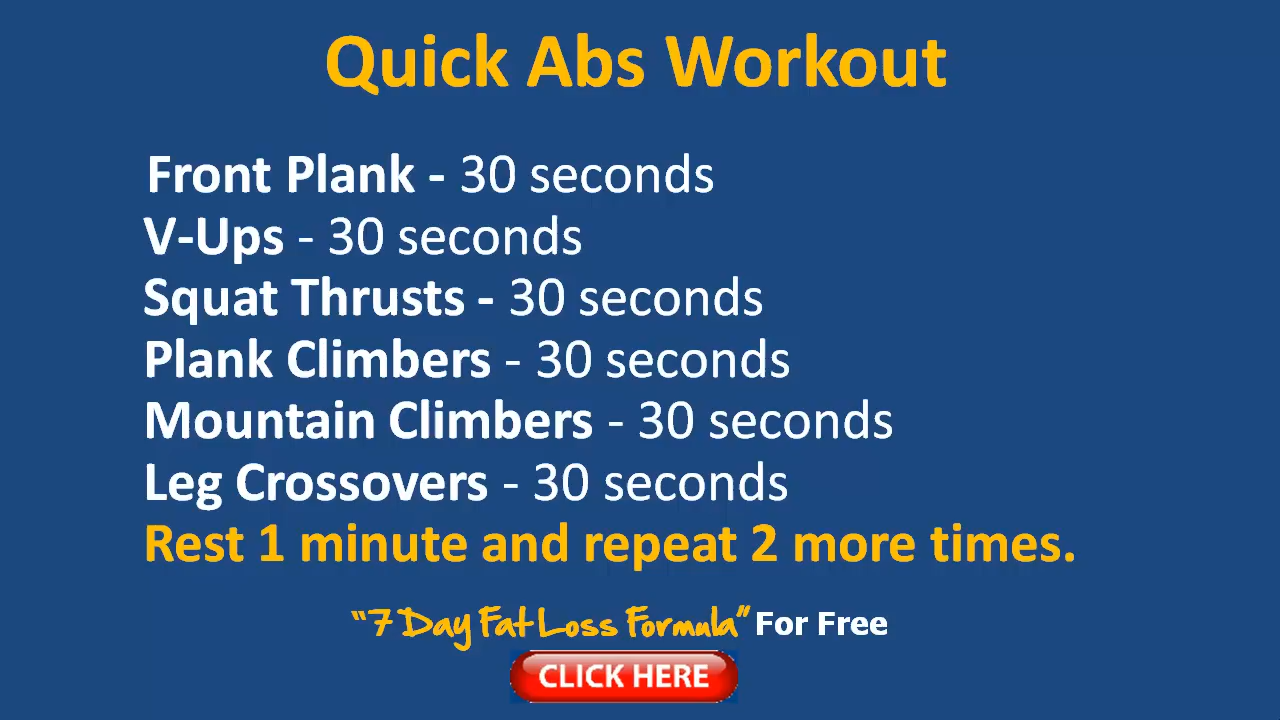 Quick Abs Workout
Front Plank - 30 seconds
V-Ups - 30 seconds
Squat Thrusts - 30 seconds
Plank Climbers - 30 seconds
Mountain Climbers - 30 seconds
Leg Crossovers - 30 seconds
Rest 1 minute and repeat 2 more times.
"7 Day Fat Loss Formula" For Free
CLICK HERE